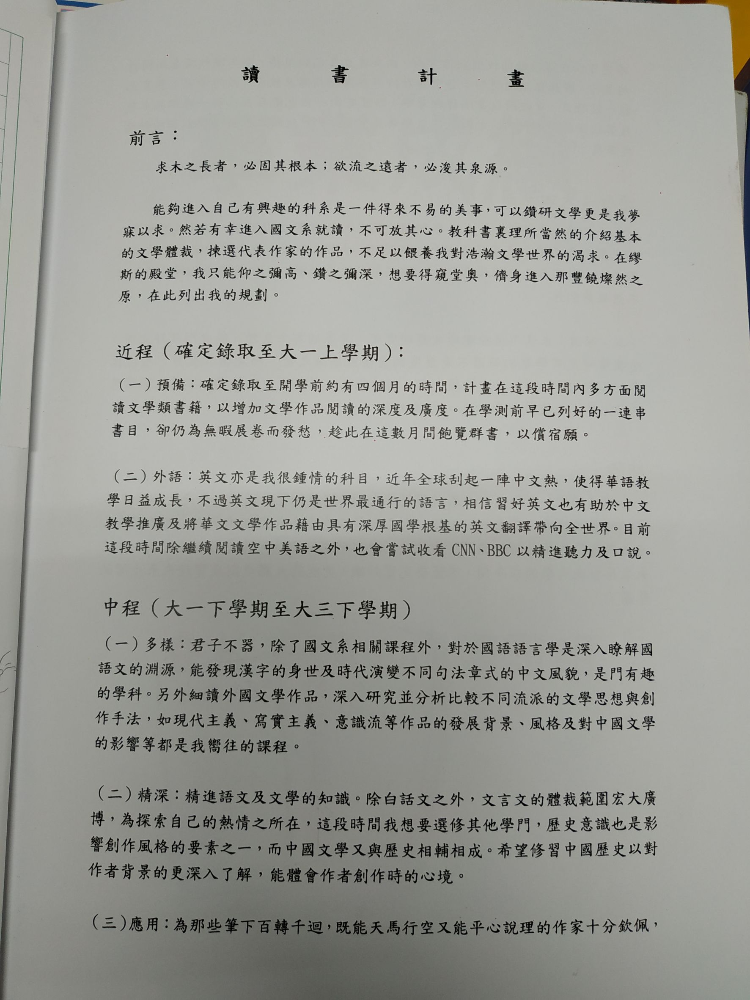 讀書計畫
前言：
求木之長者，必固其根本；欲流之遠者，必浚其泉源。
能夠進入自己有興趣的科系是一件得來不易的美事，可以鑽研文學更是我夢
寐以求。然若有幸進入國文系就讀，不可放其心。教科書裏理所當然的介紹基本
的文學體裁，揀選代表作家的作品，不足以餵養我對浩瀚文學世界的渴求。在繆
斯的殿堂，我只能仰之彌高、鑽之彌深，想要得窺堂奧，儕身進入那豐饒燦然之
原，在此列出我的規劃。
近程（確定錄取至大一上學期）：
（一）預備：確定錄取至開學前約有四個月的時間，計畫在這段時間內多方面閱
讀文學類書籍，以增加文學作品閱讀的深度及廣度。在學測前早已列好的一連串
書目，卻仍為無暇展卷而發愁，趁此在這數月間飽覽群書，以償宿願。
（二）外語：英文亦是我很鍾情的科目，近年全球刮起一陣中文熱，使得華語教
學日益成長，不過英文現下仍是世界最通行的語言，相信習好英文也有助於中文
教學推廣及將華文文學作品藉由具有深厚國學根基的英文翻譯帶向全世界。目前
這段時間除繼續閱讀空中美語之外，也會嘗試收看 CNN、BBC 以精進聽力及口說。
中程（大一下學期至大三下學期）
（一）多樣：君子不器，除了國文系相關課程外，對於國語語言學是深入瞭解國
語文的淵源，能發現漢字的身世及時代演變不同句法章式的中文風貌，是門有趣
的學科。另外細讀外國文學作品，深入研究並分析比較不同流派的文學思想與創
作手法，如現代主義、寫實主義、意識流等作品的發展背景、風格及對中國文學
的影響等都是我嚮往的課程。
（二）精深：精進語文及文學的知識。除白話文之外，文言文的體裁範圍宏大廣
博，為探索自己的熱情之所在，這段時間我想要選修其他學門，歷史意識也是影
響創作風格的要素之一，而中國文學又與歷史相輔相成。希望修習中國歷史以對
作者背景的更深入了解，能體會作者創作時的心境。
（三）應用：為那些筆下百轉千迴，既能天馬行空又能平心說理的作家十分欽佩，